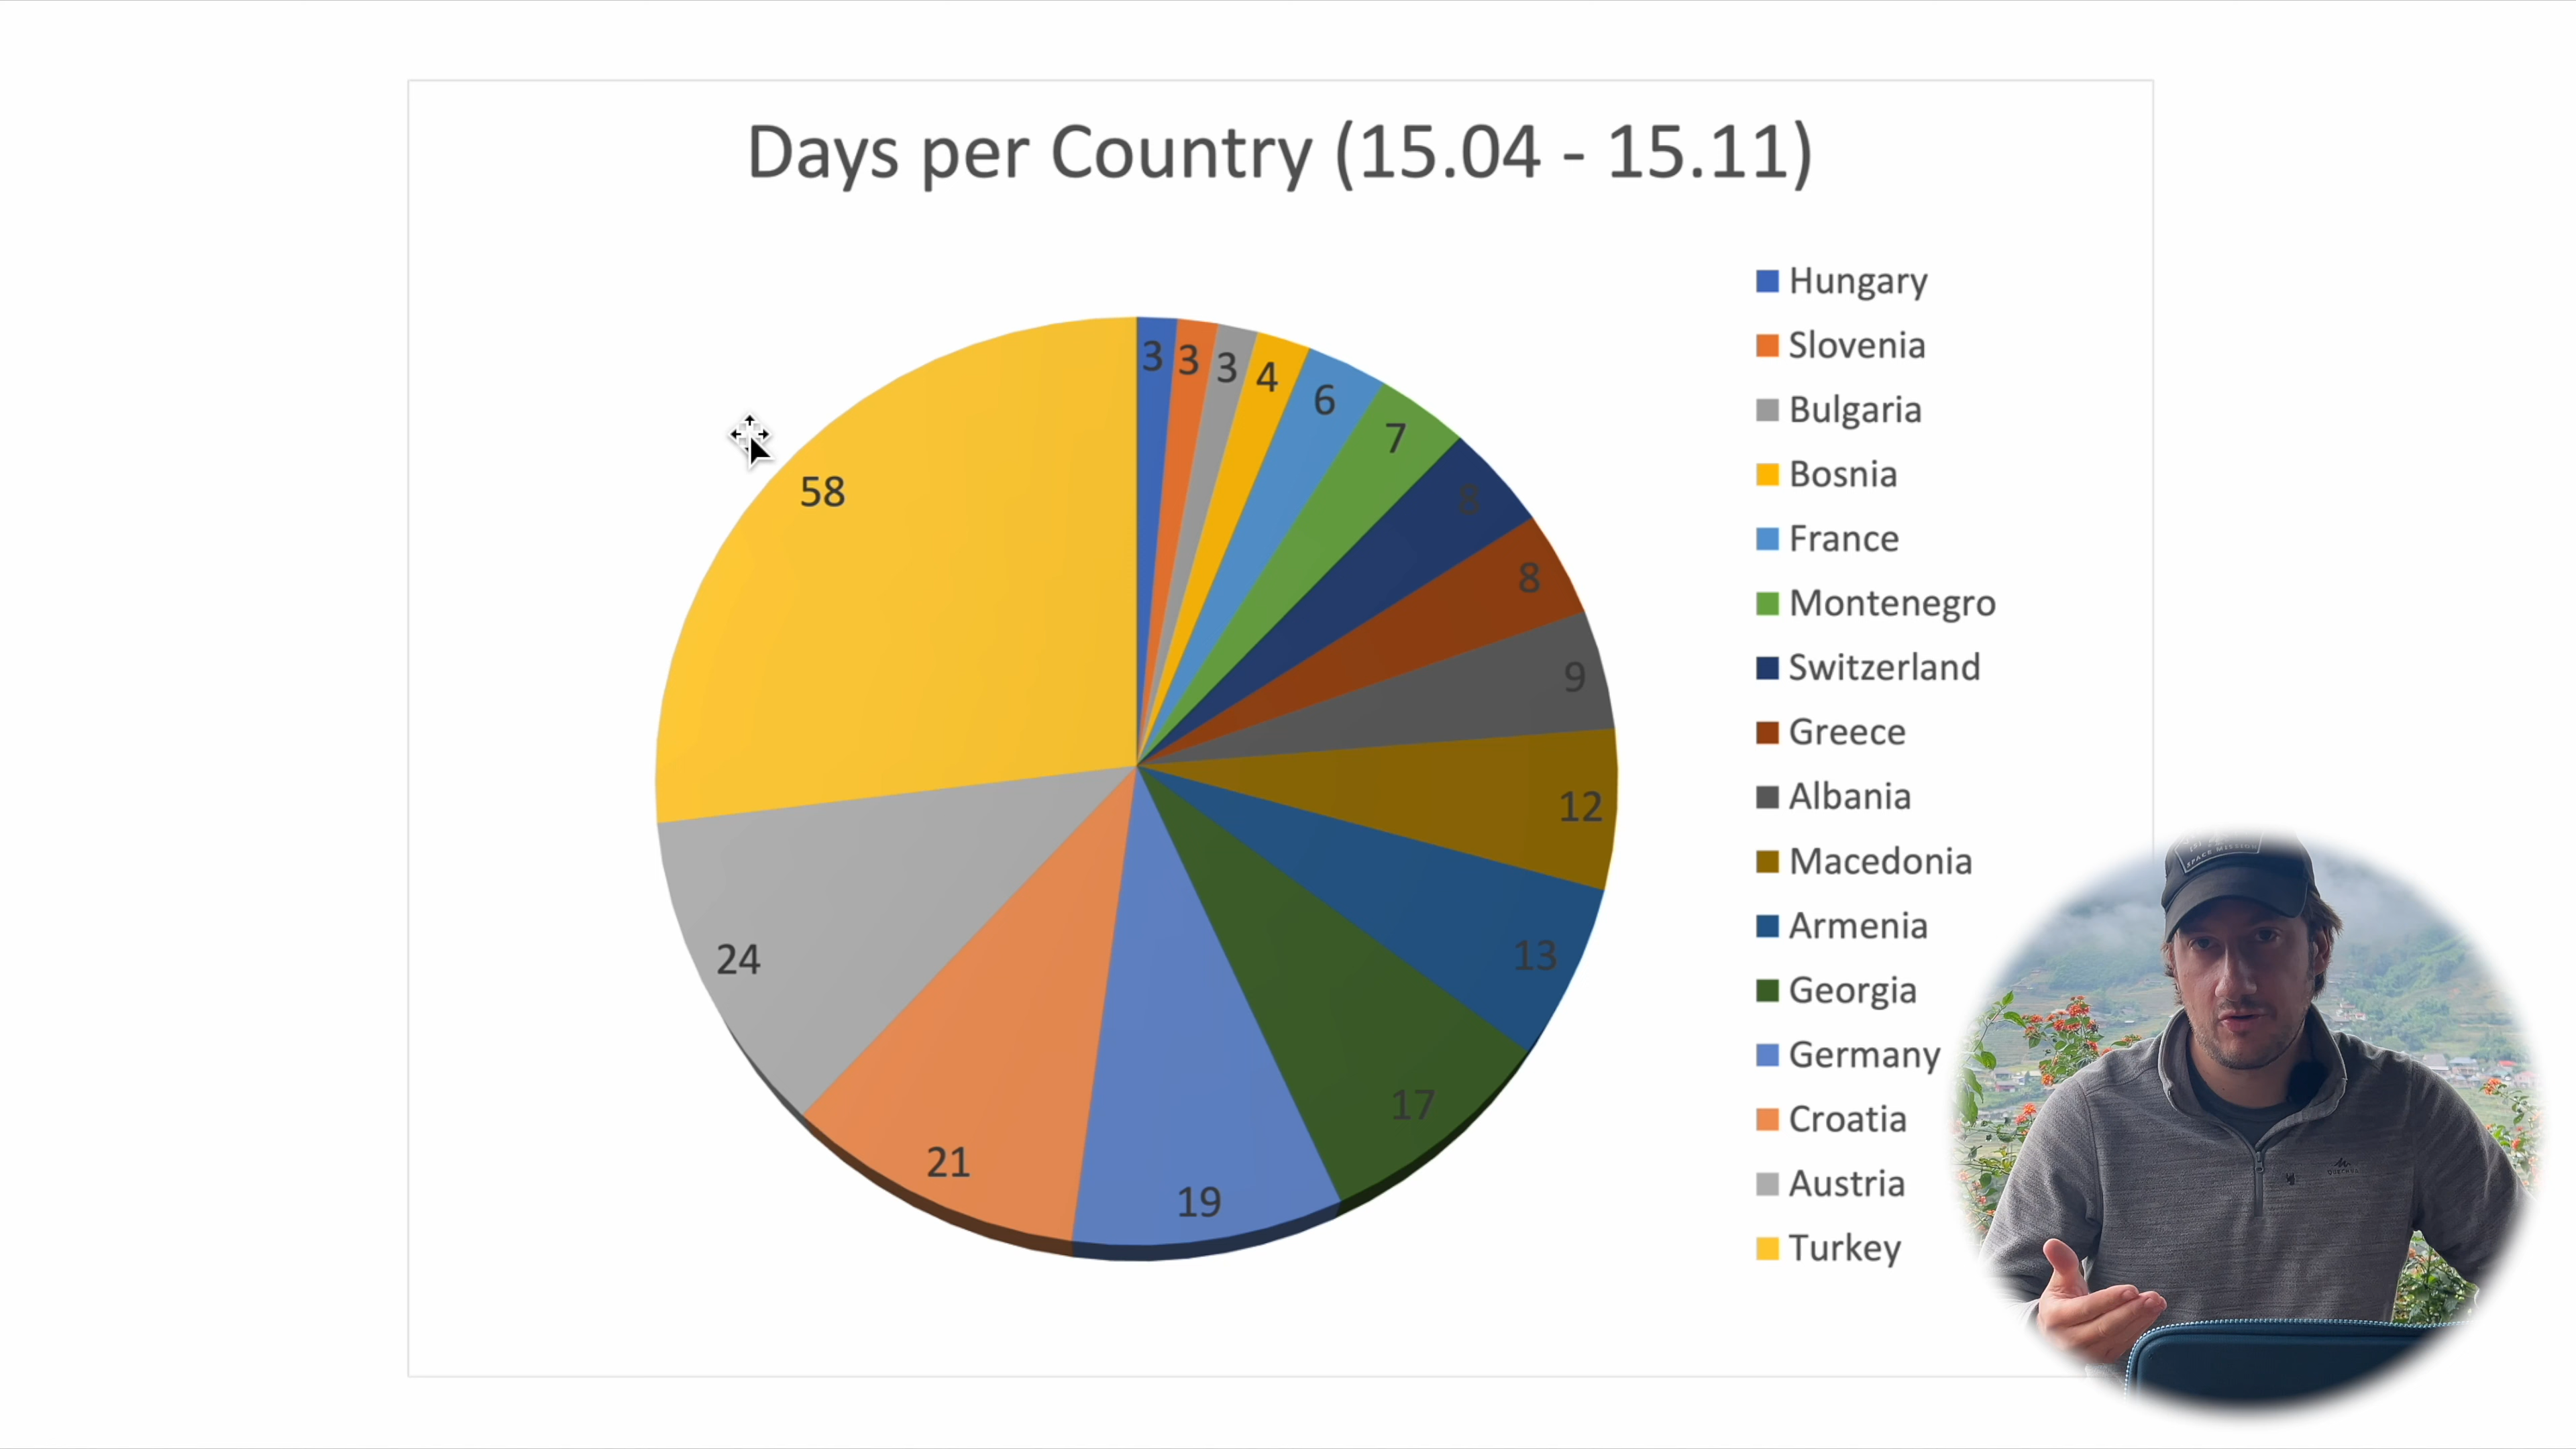 Days per Country (15.04 - 15.11)
3
3
3
4
6
7
8
8
9
12
13
17
19
21
24
58
Hungary
Slovenia
Bulgaria
Bosnia
France
Montenegro
Switzerland
Greece
Albania
Macedonia
Armenia
Georgia
Germany
Croatia
Austria
Turkey
SPACE MISSION